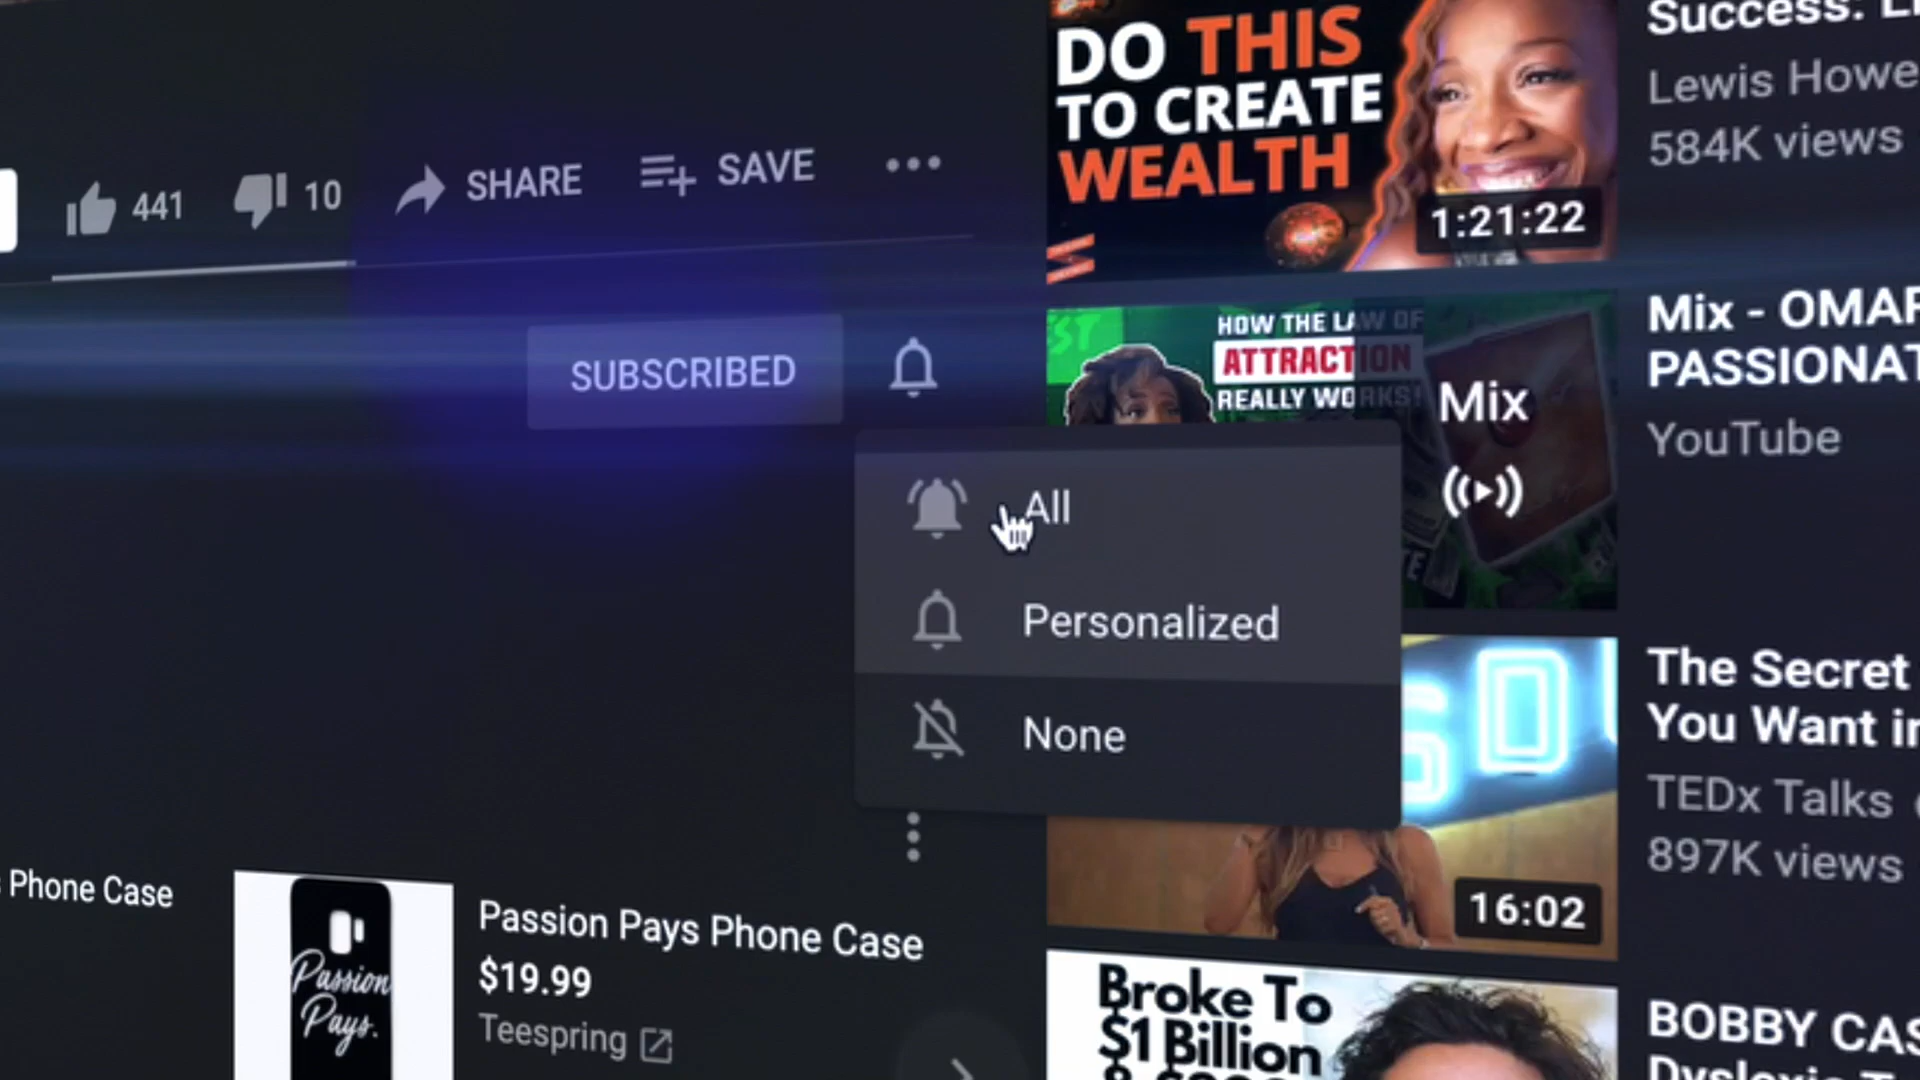 441
10
SHARE
SAVE
SUBSCRIBED
All
Personalized
None
Phone Case
Passion
Pays.
Passion Pays Phone Case
$19.99
Teespring
DO THIS
TO CREATE
WEALTH
1:21:22
Success:
Lewis Howe
584K views
HOW THE LAW OF
ATTRACTION
REALLY WORKS!
Mix
Mix - OMAR
PASSIONAT
YouTube
16:02
The Secret
You Want in
TEDx Talks
897K views
Broke To
$1 Billion
BOBBY CAS